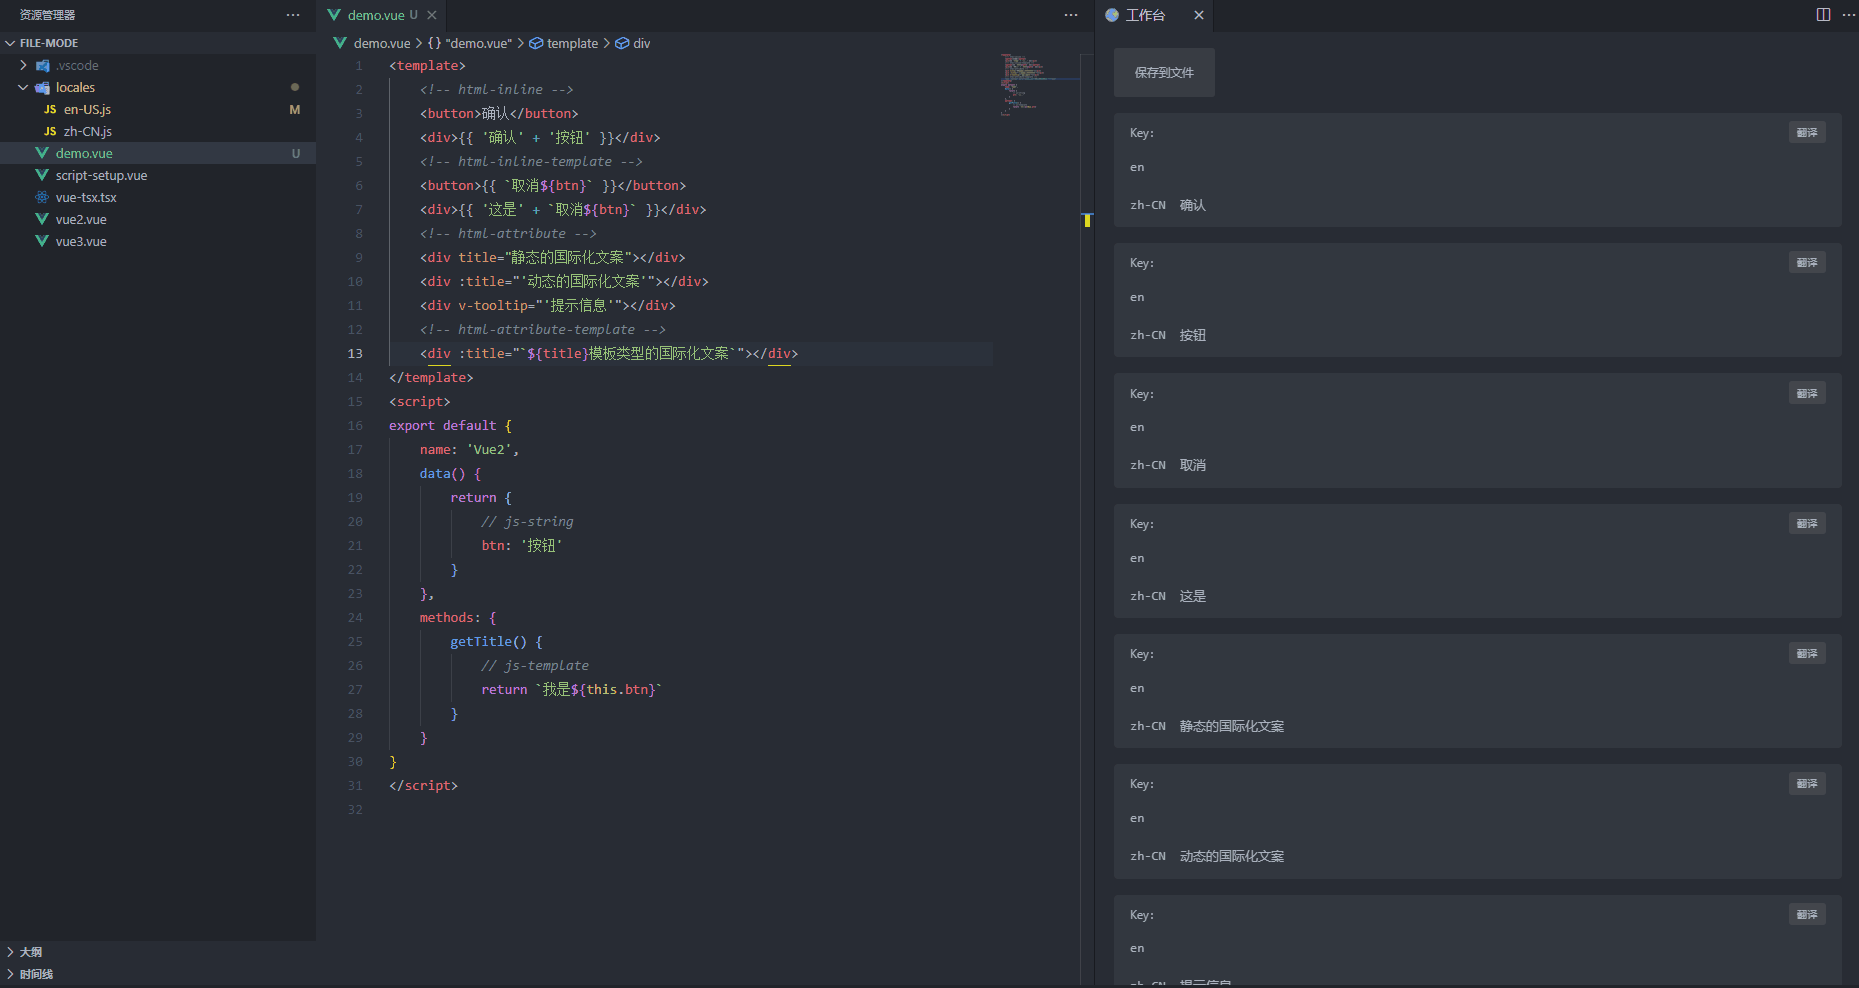 资源管理器
FILE-MODE
.vscode
locales
JS en-US.js M
JS zh-CN.js
demo.vue U
script-setup.vue
vue-tsx.tsx
vue2.vue
vue3.vue
大纲
时间线
demo.vue U
demo.vue > {} "demo.vue" > template > div
1 <template>
2 <!-- html-inline -->
3 <button>确认</button>
4 <div>{{ '确认' + '按钮' }}</div>
5 <!-- html-inline-template -->
6 <button>{{ `取消${btn}` }}</button>
7 <div>{{ '这是' + `取消${btn}` }}</div>
8 <!-- html-attribute -->
9 <div title="静态的国际化文案"></div>
10 <div :title="'动态的国际化文案'"></div>
11 <div v-tooltip="'提示信息'"></div>
12 <!-- html-attribute-template -->
13 <div :title="`${title}模板类型的国际化文案`"></div>
14 </template>
15 <script>
16 export default {
17 name: 'Vue2',
18 data() {
19 return {
20 // js-string
21 btn: '按钮'
22 }
23 },
24 methods: {
25 getTitle() {
26 // js-template
27 return `我是${this.btn}`
28 }
29 }
30 }
31 </script>
32
工作台
保存到文件
Key: 翻译
en
zh-CN 确认
Key: 翻译
en
zh-CN 按钮
Key: 翻译
en
zh-CN 取消
Key: 翻译
en
zh-CN 这是
Key: 翻译
en
zh-CN 静态的国际化文案
Key: 翻译
en
zh-CN 动态的国际化文案
Key: 翻译
en
zh-CN 提示信息